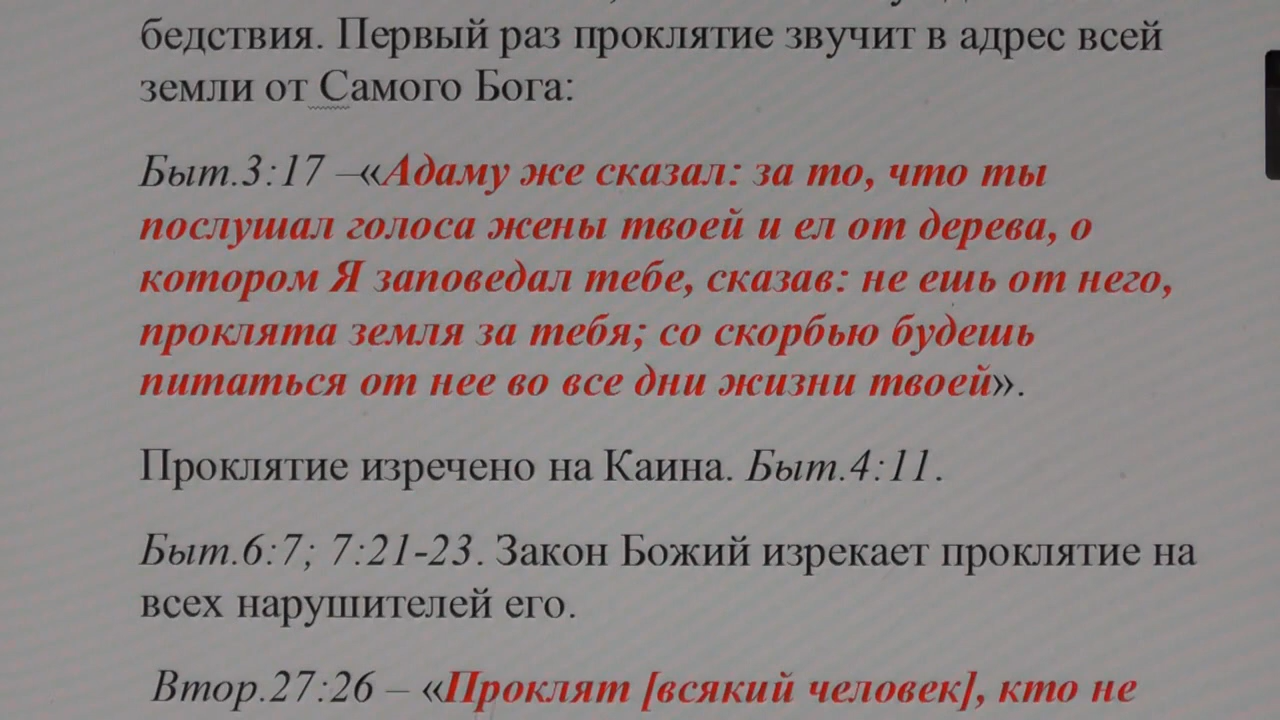 бедствия. Первый раз проклятие звучит в адрес всей
земли от Самого Бога:
Быт.3:17 –«Адаму же сказал: за то, что ты
послушал голоса жены твоей и ел от дерева, о
котором Я заповедал тебе, сказав: не ешь от него,
проклята земля за тебя; со скорбью будешь
питаться от нее во все дни жизни твоей».
Проклятие изречено на Каина. Быт.4:11.
Быт.6:7; 7:21-23. Закон Божий изрекает проклятие на
всех нарушителей его.
Втор.27:26 – «Проклят [всякий человек], кто не